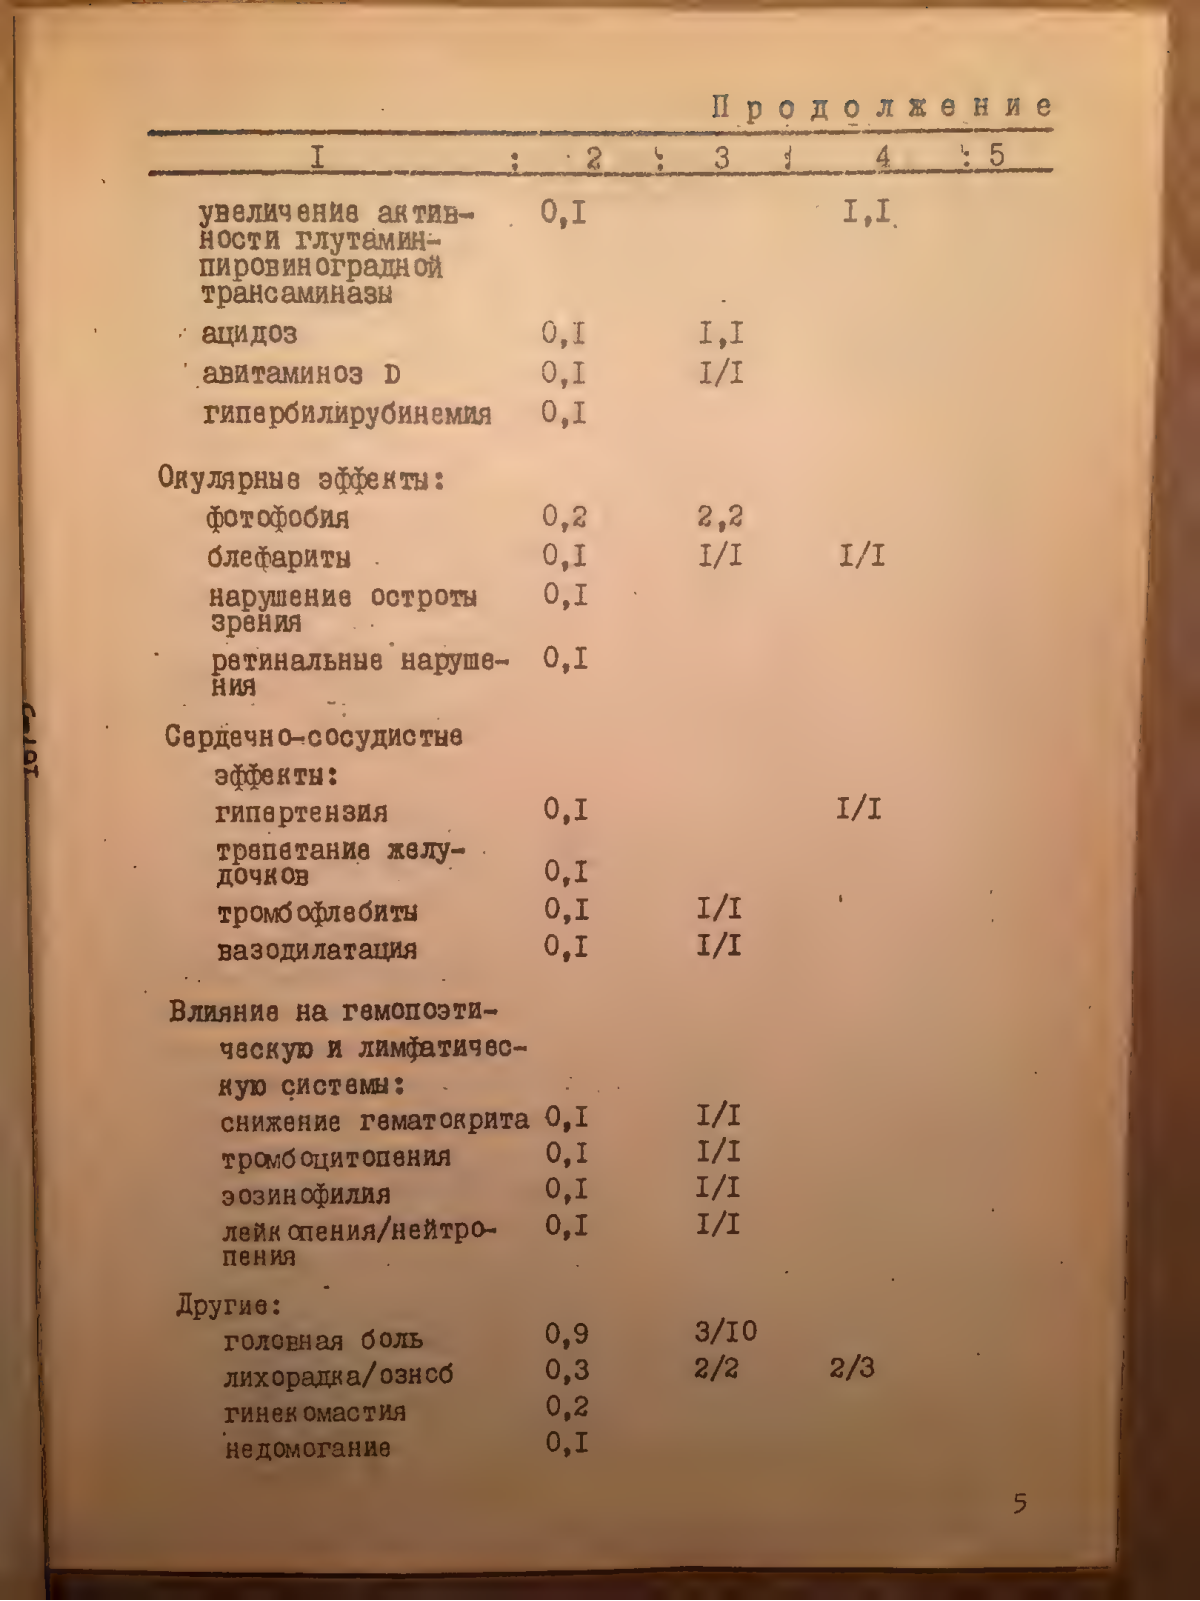 Продолжение
I : 2 : 3 : 4 : 5
увеличение актив- 0,I I,I
ности глутамин-
пировиноградной
трансаминазы
ацидоз 0,I I,I
авитаминоз D 0,I I/I
гипербилирубинемия 0,I
Окулярные эффекты:
фотофобия 0,2 2,2
блефариты 0,I I/I I/I
нарушение остроты 0,I
зрения
ретинальные наруше- 0,I
ния
Сердечно-сосудистые
эффекты:
гипертензия 0,I I/I
трепетание желу-
дочков 0,I
тромбофлебиты 0,I I/I
вазодилатация 0,I I/I
Влияние на гемопоэти-
ческую и лимфатичес-
кую системы:
снижение гематокрита 0,I I/I
тромбоцитопения 0,I I/I
эозинофилия 0,I I/I
лейкопения/нейтро- 0,I I/I
пения
Другие:
головная боль 0,9 3/I0
лихорадка/озноб 0,3 2/2 2/3
гинекомастия 0,2
недомогание 0,I
5